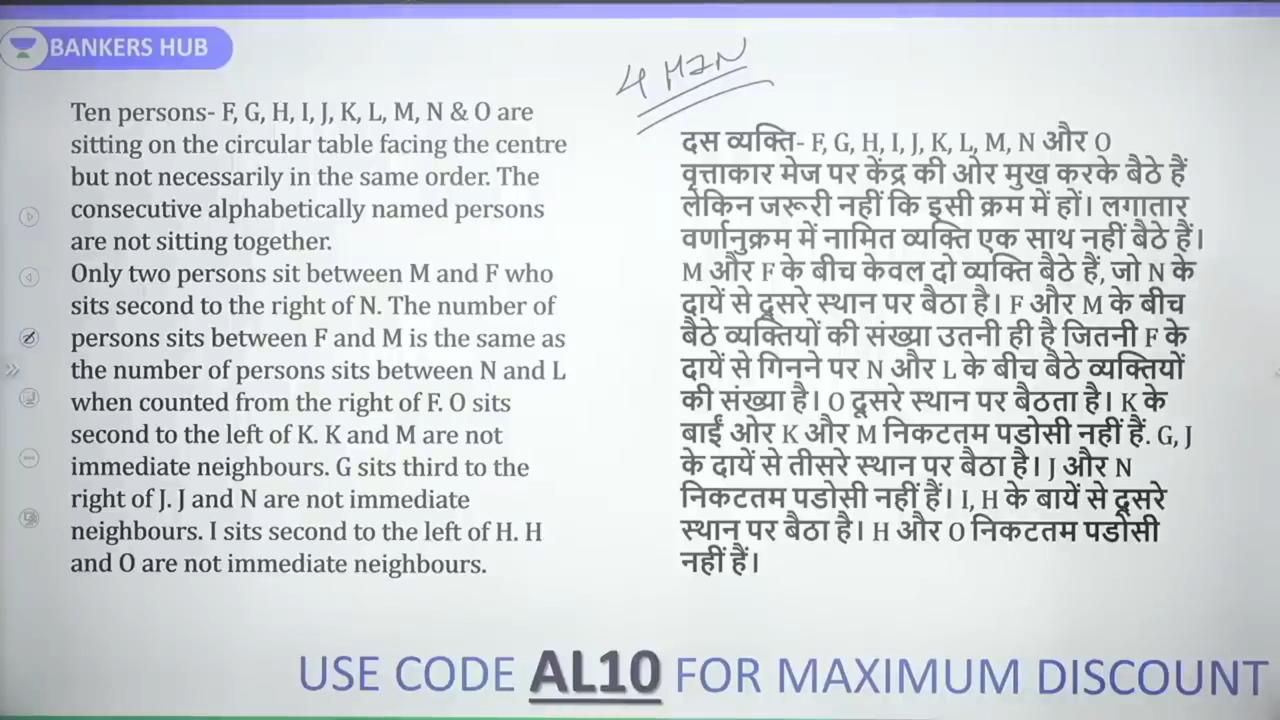 BANKERS HUB
4 MIN
Ten persons- F, G, H, I, J, K, L, M, N & O are
sitting on the circular table facing the centre
but not necessarily in the same order. The
consecutive alphabetically named persons
are not sitting together.
Only two persons sit between M and F who
sits second to the right of N. The number of
persons sits between F and M is the same as
the number of persons sits between N and L
when counted from the right of F. O sits
second to the left of K. K and M are not
immediate neighbours. G sits third to the
right of J. J and N are not immediate
neighbours. I sits second to the left of H. H
and O are not immediate neighbours.
दस व्यक्ति- F, G, H, I, J, K, L, M, N और O
वृत्ताकार मेज पर केंद्र की ओर मुख करके बैठे हैं
लेकिन जरूरी नहीं कि इसी क्रम में हों। लगातार
वर्णानुक्रम में नामित व्यक्ति एक साथ नहीं बैठे हैं।
M और F के बीच केवल दो व्यक्ति बैठे हैं, जो N के
दायें से दूसरे स्थान पर बैठा है। F और M के बीच
बैठे व्यक्तियों की संख्या उतनी ही है जितनी F के
दायें से गिनने पर N और L के बीच बैठे व्यक्तियों
की संख्या है। O दूसरे स्थान पर बैठता है। K के
बाईं ओर K और M निकटतम पडोसी नहीं हैं. G, J
के दायें से तीसरे स्थान पर बैठा है। J और N
निकटतम पडोसी नहीं हैं। I, H के बायें से दूसरे
स्थान पर बैठा है। H और O निकटतम पडोसी
नहीं हैं।
USE CODE AL10 FOR MAXIMUM DISCOUNT